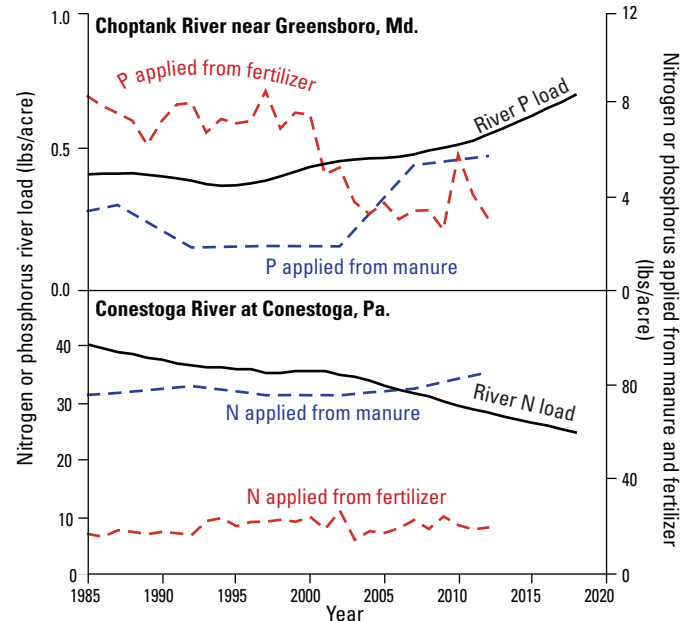 Choptank River near Greensboro, Md.
P applied from fertilizer
River P load
P applied from manure
1.0
0.5
0.0
12
8
4
0
Conestoga River at Conestoga, Pa.
N applied from manure
River N load
N applied from fertilizer
40
30
20
10
0
80
40
0
1985
1990
1995
2000
2005
2010
2015
2020
Year
Nitrogen or phosphorus river load (lbs/acre)
Nitrogen or phosphorus applied
from manure and fertilizer
(lbs/acre)